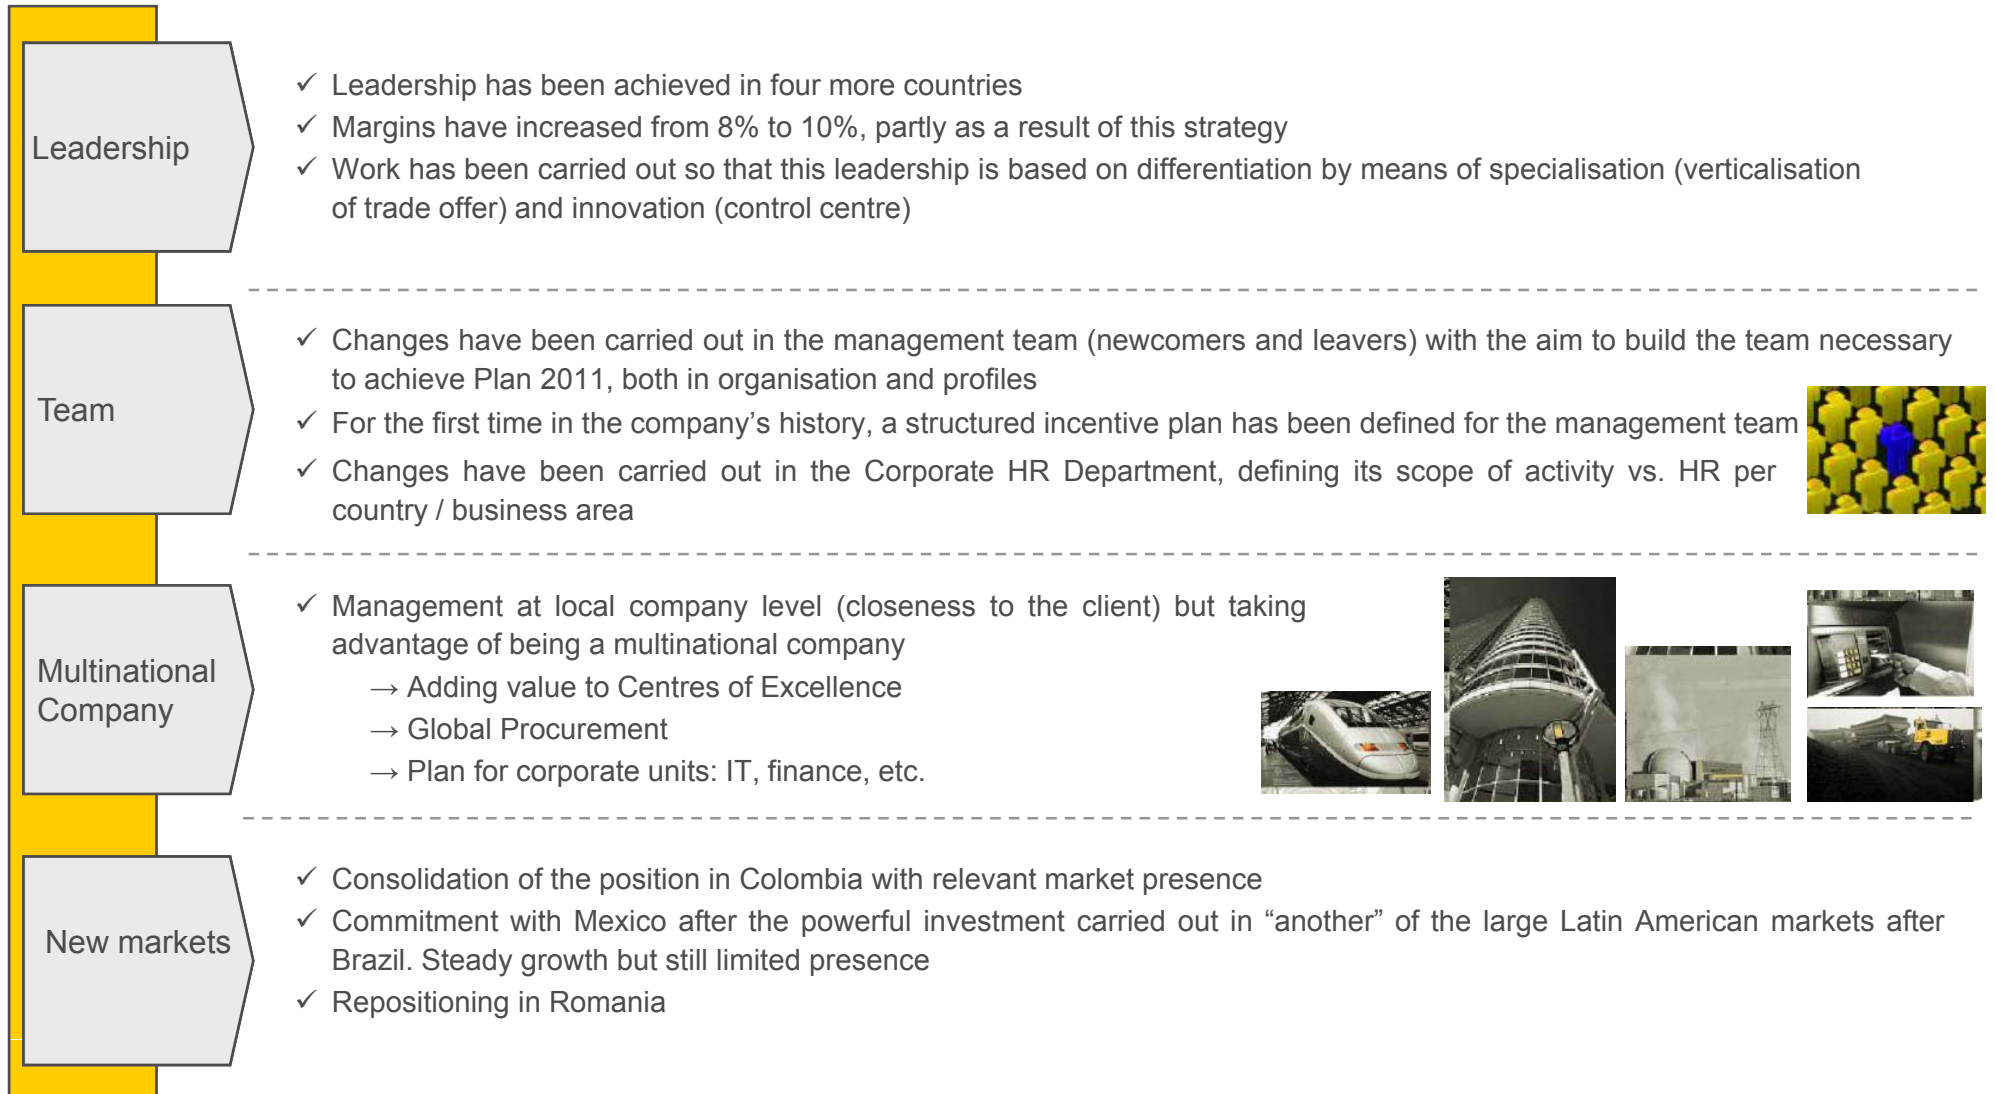 Leadership
✓ Leadership has been achieved in four more countries
✓ Margins have increased from 8% to 10%, partly as a result of this strategy
✓ Work has been carried out so that this leadership is based on differentiation by means of specialisation (verticalisation
of trade offer) and innovation (control centre)
Team
✓ Changes have been carried out in the management team (newcomers and leavers) with the aim to build the team necessary
to achieve Plan 2011, both in organisation and profiles
✓ For the first time in the company’s history, a structured incentive plan has been defined for the management team
✓ Changes have been carried out in the Corporate HR Department, defining its scope of activity vs. HR per
country / business area
Multinational
Company
✓ Management at local company level (closeness to the client) but taking
advantage of being a multinational company
→ Adding value to Centres of Excellence
→ Global Procurement
→ Plan for corporate units: IT, finance, etc.
New markets
✓ Consolidation of the position in Colombia with relevant market presence
✓ Commitment with Mexico after the powerful investment carried out in “another” of the large Latin American markets after
Brazil. Steady growth but still limited presence
✓ Repositioning in Romania